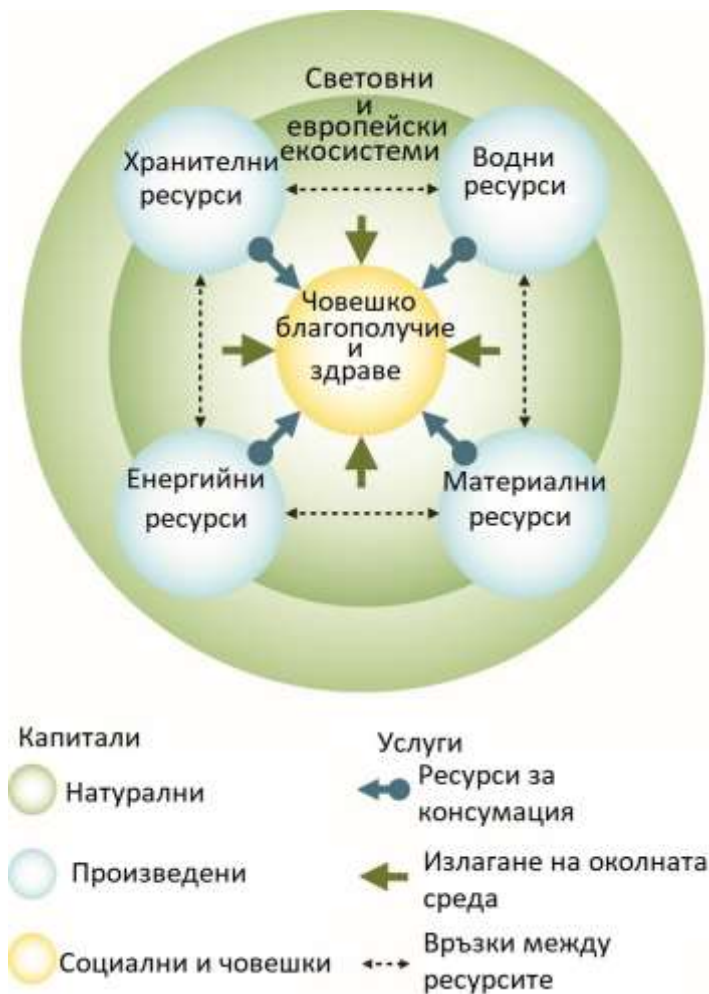 Световни
и
европейски
екосистеми
Хранителни
ресурси
Водни
ресурси
Човешко
благополучие
и
здраве
Енергийни
ресурси
Материални
ресурси
Капитали
Натурални
Произведени
Социални и човешки
Услуги
Ресурси за
консумация
Излагане на околната
среда
Връзки между
ресурсите